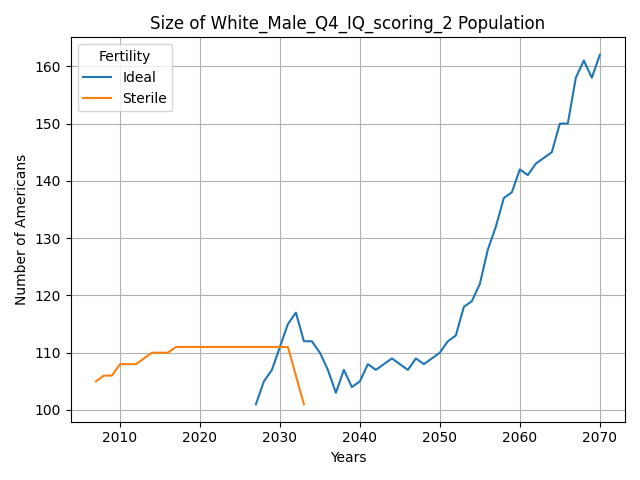 Size of White_Male_Q4_IQ_scoring_2 Population
Fertility
Ideal
Sterile
Number of Americans
160
150
140
130
120
110
100
2010 2020 2030 2040 2050 2060 2070
Years